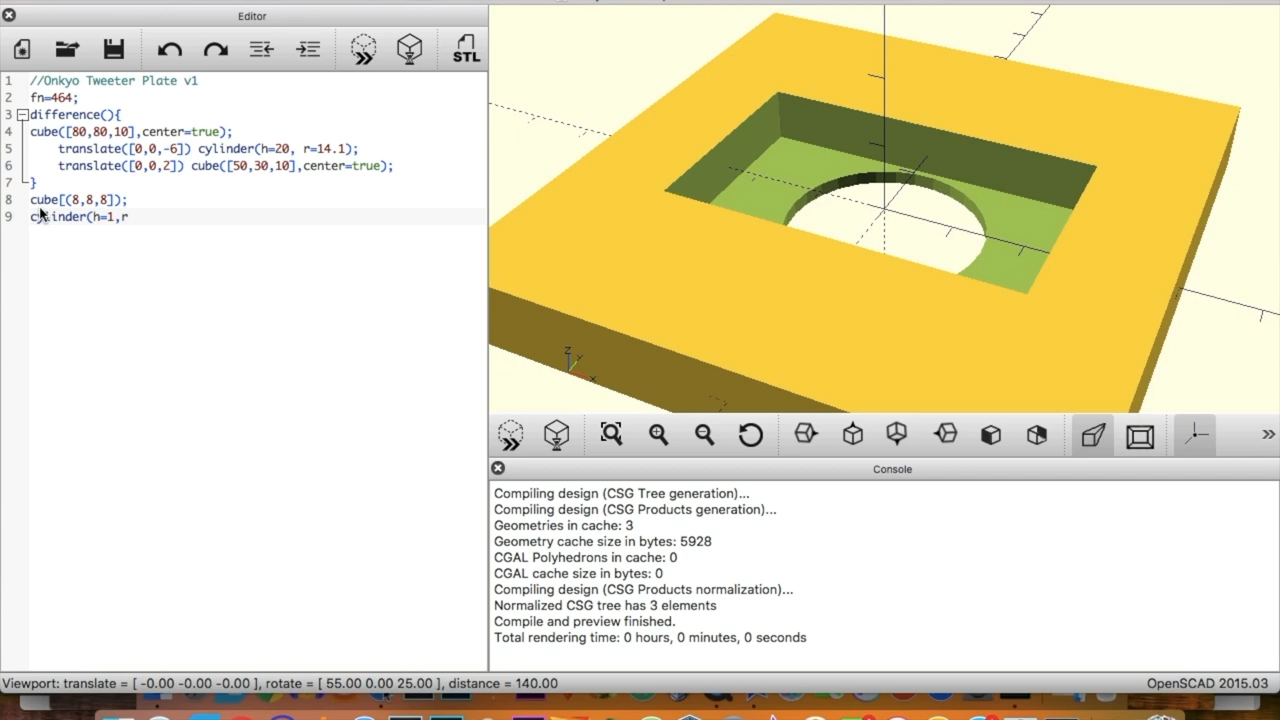 Editor
STL
1 //Onkyo Tweeter Plate v1
2 fn=464;
3 difference(){
4 cube([80,80,10],center=true);
5 translate([0,0,-6]) cylinder(h=20, r=14.1);
6 translate([0,0,2]) cube([50,30,10],center=true);
7 }
8 cube[(8,8,8]);
9 cylinder(h=1,r
Z
Y
X
»
Console
Compiling design (CSG Tree generation)...
Compiling design (CSG Products generation)...
Geometries in cache: 3
Geometry cache size in bytes: 5928
CGAL Polyhedrons in cache: 0
CGAL cache size in bytes: 0
Compiling design (CSG Products normalization)...
Normalized CSG tree has 3 elements
Compile and preview finished.
Total rendering time: 0 hours, 0 minutes, 0 seconds
Viewport: translate = [ -0.00 -0.00 -0.00 ], rotate = [ 55.00 0.00 25.00 ], distance = 140.00
OpenSCAD 2015.03